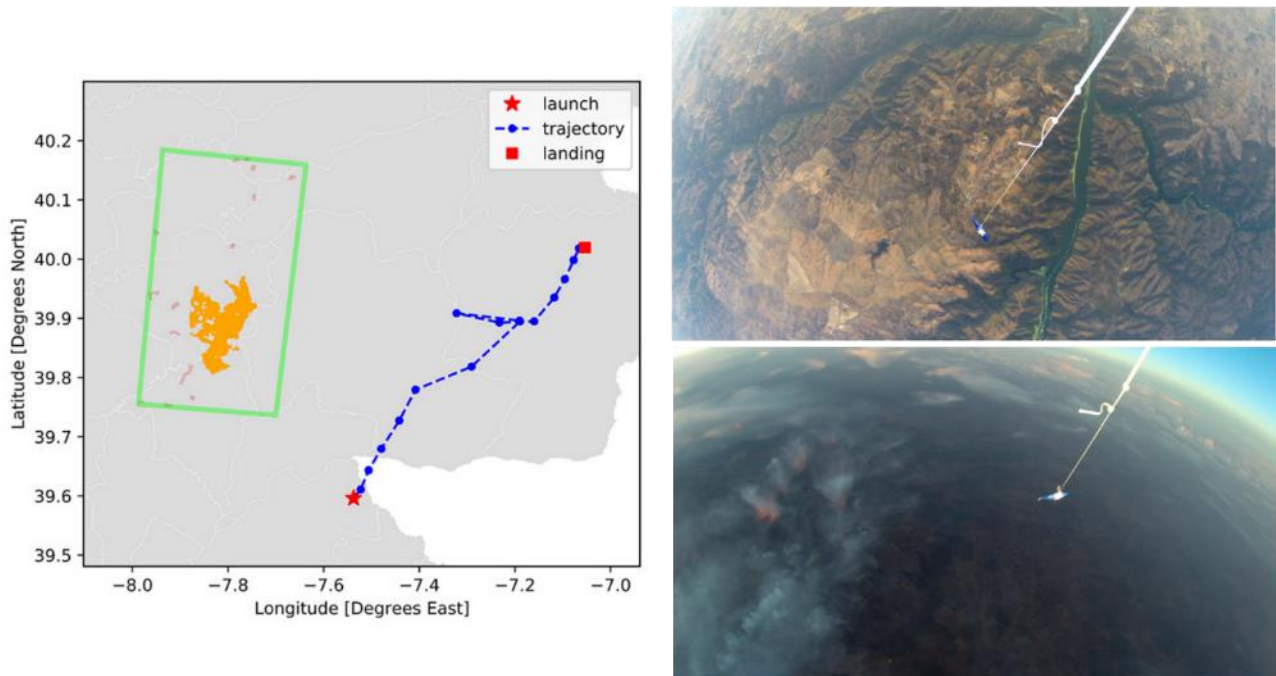 launch
trajectory
landing
40.2
40.1
40.0
39.9
39.8
39.7
39.6
39.5
Latitude [Degrees North]
−8.0 −7.8 −7.6 −7.4 −7.2 −7.0
Longitude [Degrees East]